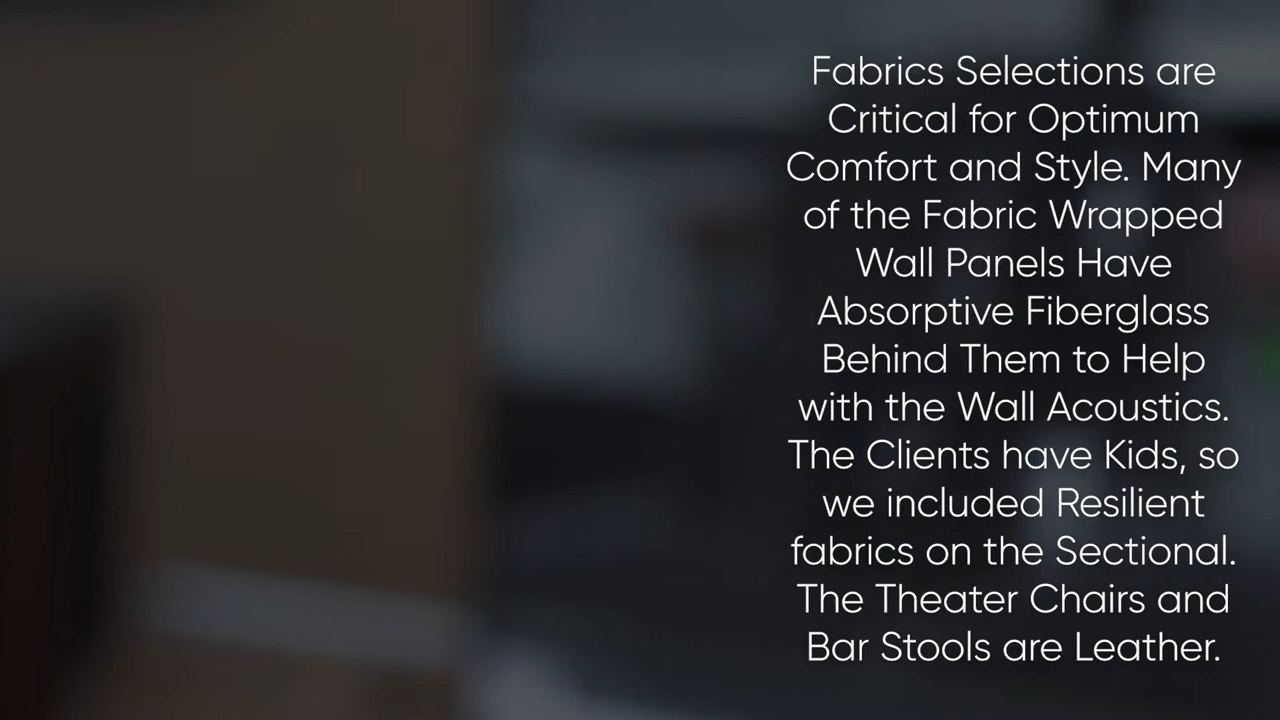 Fabrics Selections are
Critical for Optimum
Comfort and Style. Many
of the Fabric Wrapped
Wall Panels Have
Absorptive Fiberglass
Behind Them to Help
with the Wall Acoustics.
The Clients have Kids, so
we included Resilient
fabrics on the Sectional.
The Theater Chairs and
Bar Stools are Leather.